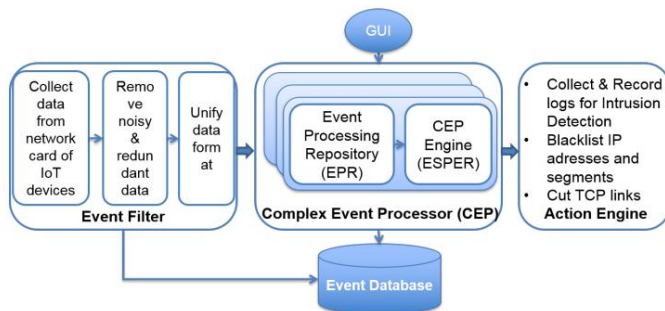 GUI
Collect
data
from
network
card of
IoT
devices
Remo
ve
noisy
&
redun
dant
data
Unify
data
form
at
Event Filter
Event
Processing
Repository
(EPR)
CEP
Engine
(ESPER)
Complex Event Processor (CEP)
• Collect & Record
logs for Intrusion
Detection
• Blacklist IP
adresses and
segments
• Cut TCP links
Action Engine
Event Database